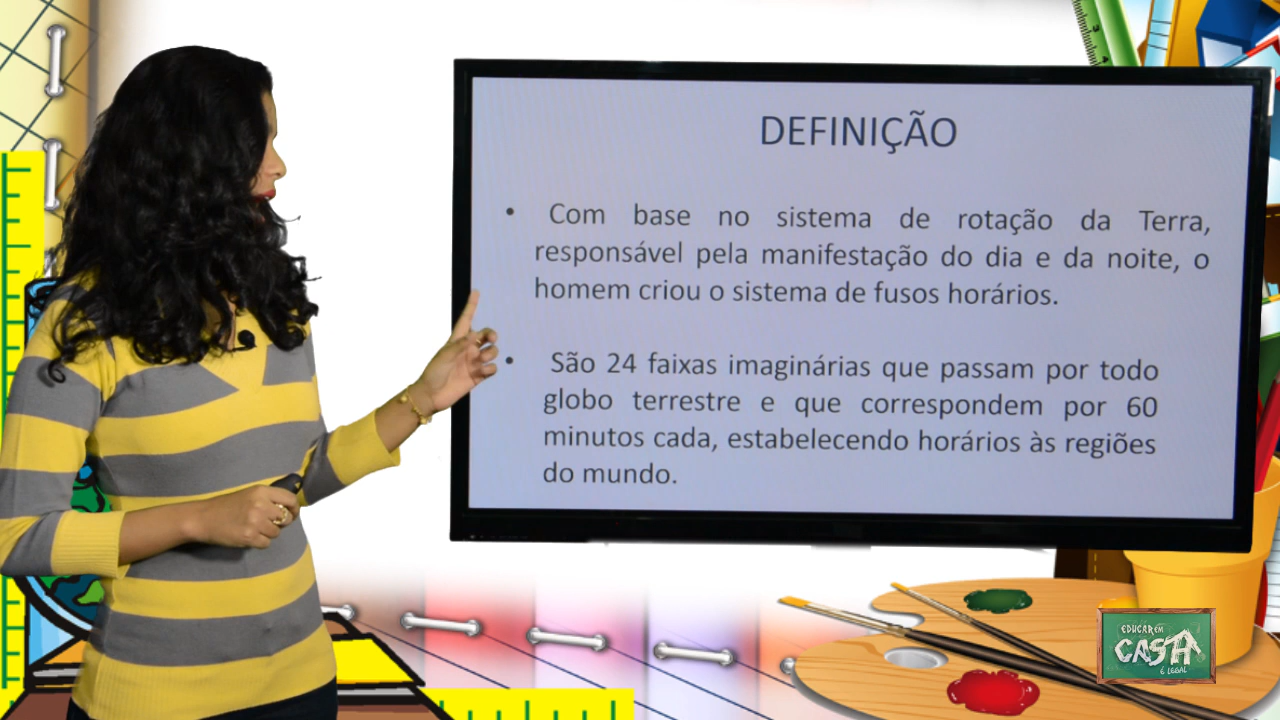 DEFINIÇÃO
• Com base no sistema de rotação da Terra,
responsável pela manifestação do dia e da noite, o
homem criou o sistema de fusos horários.
• São 24 faixas imaginárias que passam por todo
globo terrestre e que correspondem por 60
minutos cada, estabelecendo horários às regiões
do mundo.
EDUCAR EM
CASA
É LEGAL